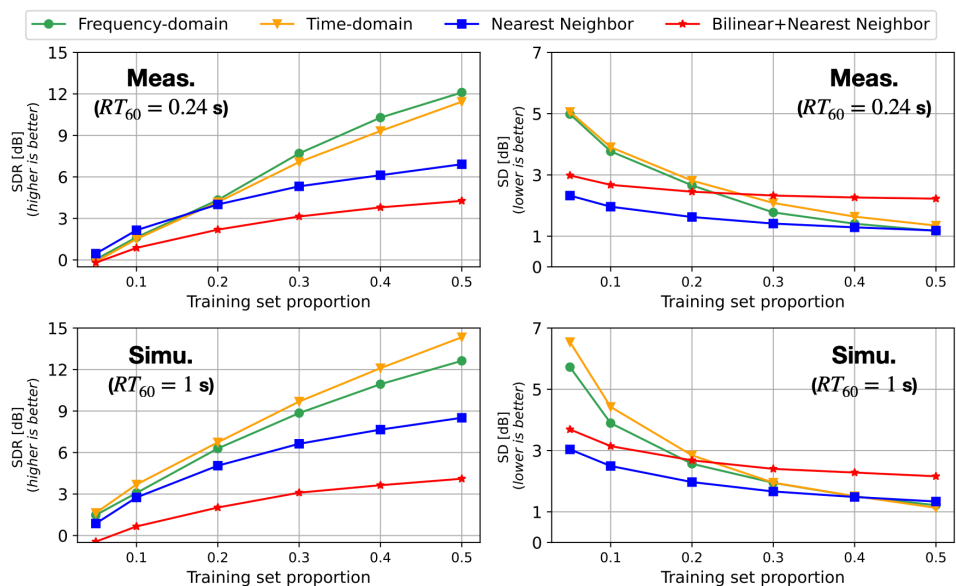 Frequency-domain Time-domain Nearest Neighbor Bilinear+Nearest Neighbor
15
12
9
6
3
0
SDR [dB]
(higher is better)
Meas.
(RT60 = 0.24 s)
0.1 0.2 0.3 0.4 0.5
Training set proportion
7
5
3
1
0
SD [dB]
(lower is better)
Meas.
(RT60 = 0.24 s)
0.1 0.2 0.3 0.4 0.5
Training set proportion
15
12
9
6
3
0
SDR [dB]
(higher is better)
Simu.
(RT60 = 1 s)
0.1 0.2 0.3 0.4 0.5
Training set proportion
7
5
3
1
0
SD [dB]
(lower is better)
Simu.
(RT60 = 1 s)
0.1 0.2 0.3 0.4 0.5
Training set proportion